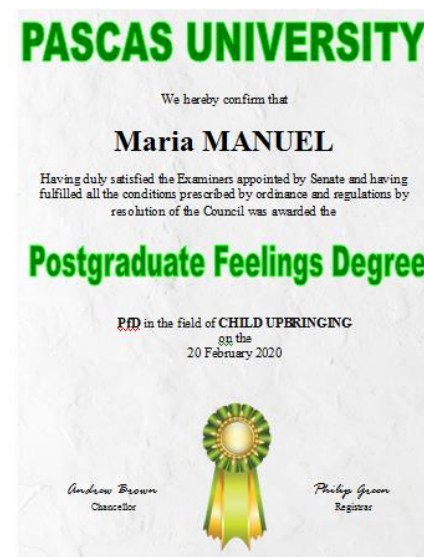 PASCAS UNIVERSITY
We hereby confirm that
Maria MANUEL
Having duly satisfied the Examiners appointed by Senate and having
fulfilled all the conditions prescribed by ordinance and regulations by
resolution of the Council was awarded the
Postgraduate Feelings Degree
PfD in the field of CHILD UPBRINGING
on the
20 February 2020
Andrew Brown
Philip Green
Chancellor
Registrar